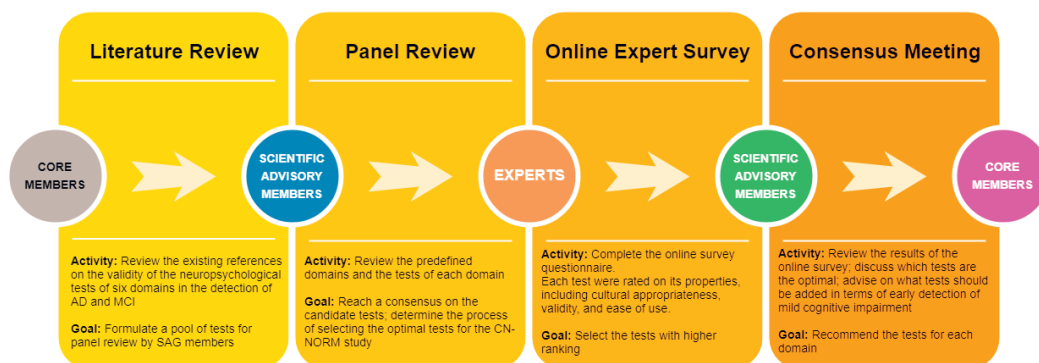 Literature Review
Panel Review
Online Expert Survey
Consensus Meeting
CORE
MEMBERS
SCIENTIFIC
ADVISORY
MEMBERS
EXPERTS
SCIENTIFIC
ADVISORY
MEMBERS
CORE
MEMBERS
Activity: Review the existing references
on the validity of the neuropsychological
tests of six domains in the detection of
AD and MCI
Goal: Formulate a pool of tests for
panel review by SAG members
Activity: Review the predefined
domains and the tests of each domain
Goal: Reach a consensus on the
candidate tests; determine the process
of selecting the optimal tests for the CN-
NORM study
Activity: Complete the online survey
questionnaire.
Each test were rated on its properties,
including cultural appropriateness,
validity, and ease of use.
Goal: Select the tests with higher
ranking
Activity: Review the results of the
online survey; discuss which tests are
the optimal; advise on what tests should
be added in terms of early detection of
mild cognitive impairment
Goal: Recommend the tests for each
domain